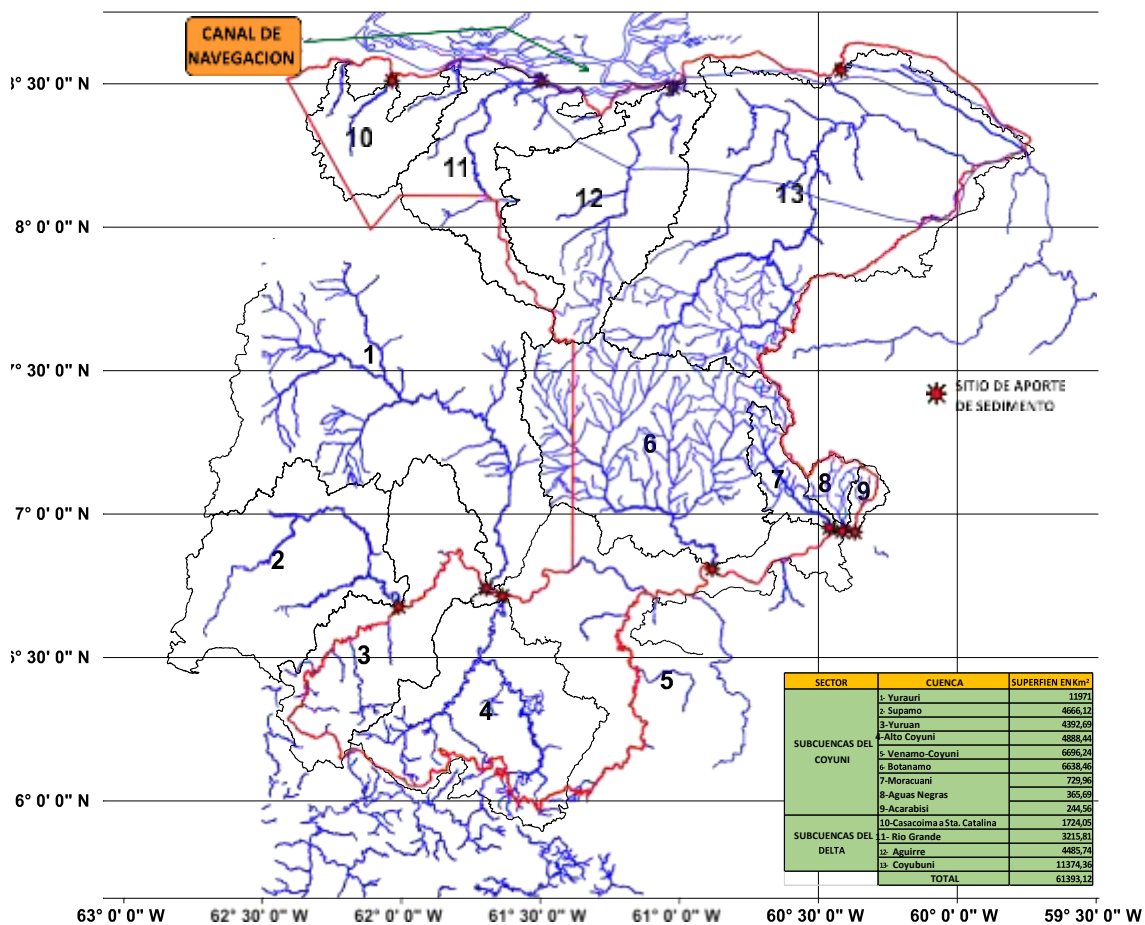 CANAL DE
NAVEGACION
5° 30' 0" N
8° 0' 0" N
7° 30' 0" N
7° 0' 0" N
5° 30' 0" N
6° 0' 0" N
10
11
12
13
1
6
7
8
9
2
3
4
5
SITIO DE APORTE
DE SEDIMENTO
SECTOR CUENCA SUPERFIEN ENKm²
SUBCUENCAS DEL
COYUNI
1- Yurauri 11971
2- Supamo 4666,12
3-Yuruan 4392,69
4-Alto Coyuni 4888,44
5- Venamo-Coyuni 6696,24
6- Botanamo 6638,46
7-Moracuani 729,96
8-Aguas Negras 365,69
9-Acarabisi 244,56
SUBCUENCAS DEL
DELTA
10-Casacoima a Sta. Catalina 1724,05
11- Rio Grande 3215,81
12- Aguirre 4485,74
13- Coyubuni 11374,36
TOTAL 61393,12
63° 0' 0" W 62° 30' 0" W 62° 0' 0" W 61° 30' 0" W 61° 0' 0" W 60° 30' 0" W 60° 0' 0" W 59° 30' 0" W